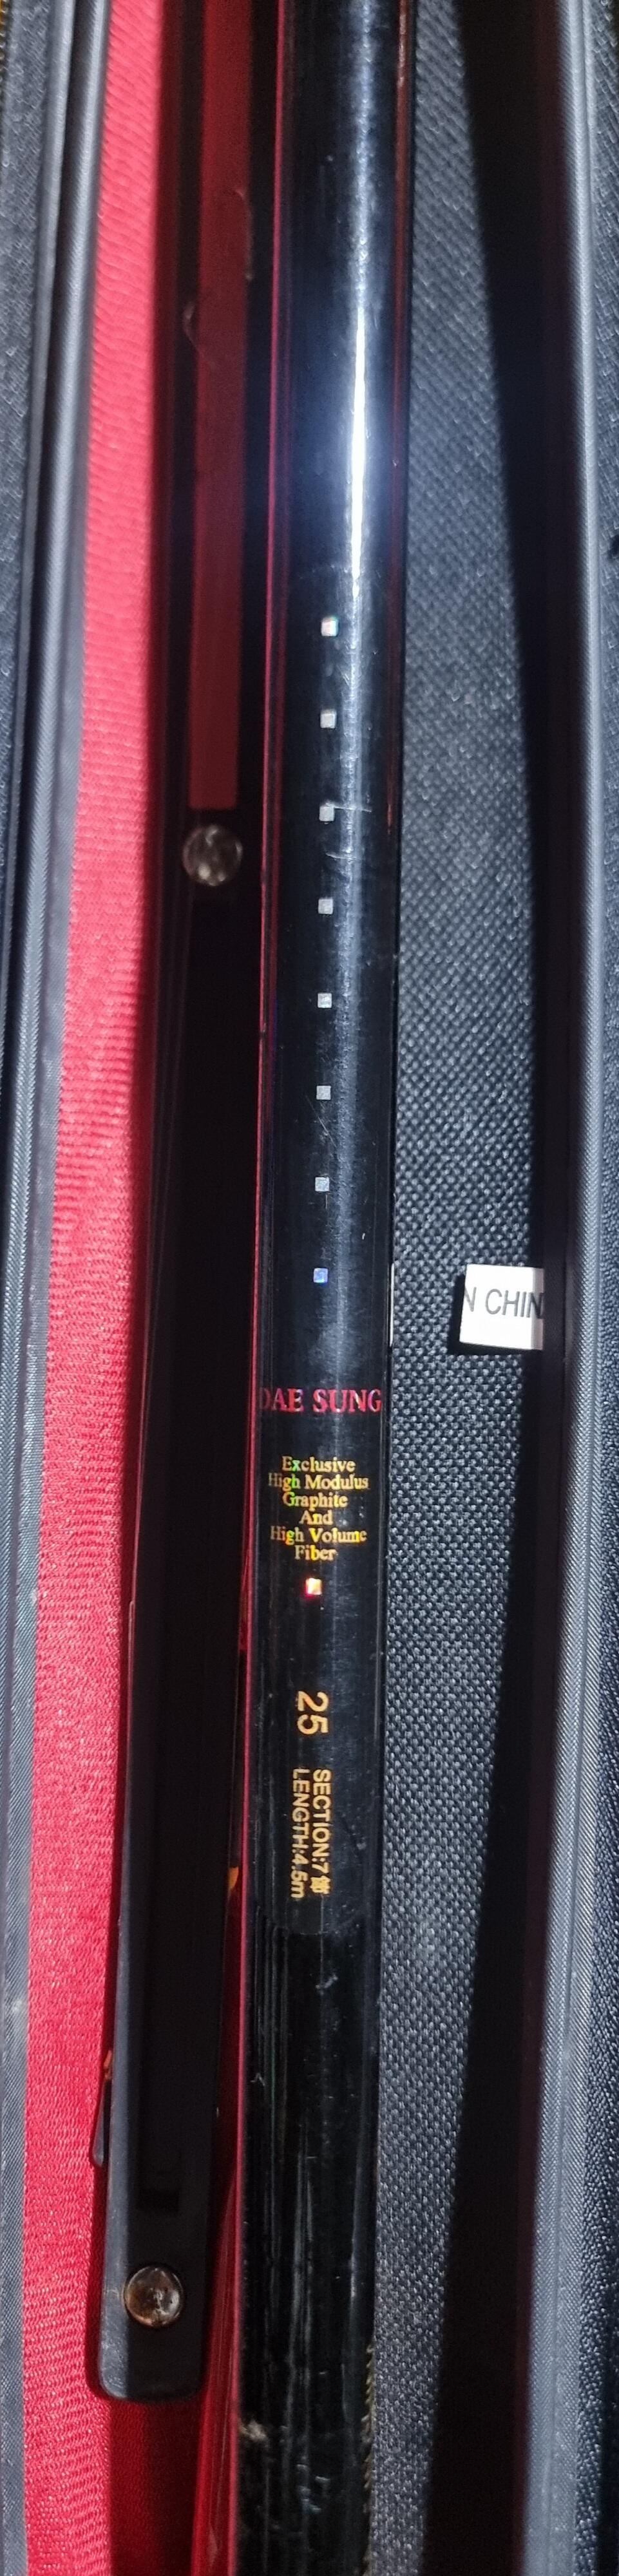 N CHIN
DAE SUNG
Exclusive
High Modulus
Graphite
And
High Volume
Fiber
25
SECTION:7節
LENGTH:4.5m